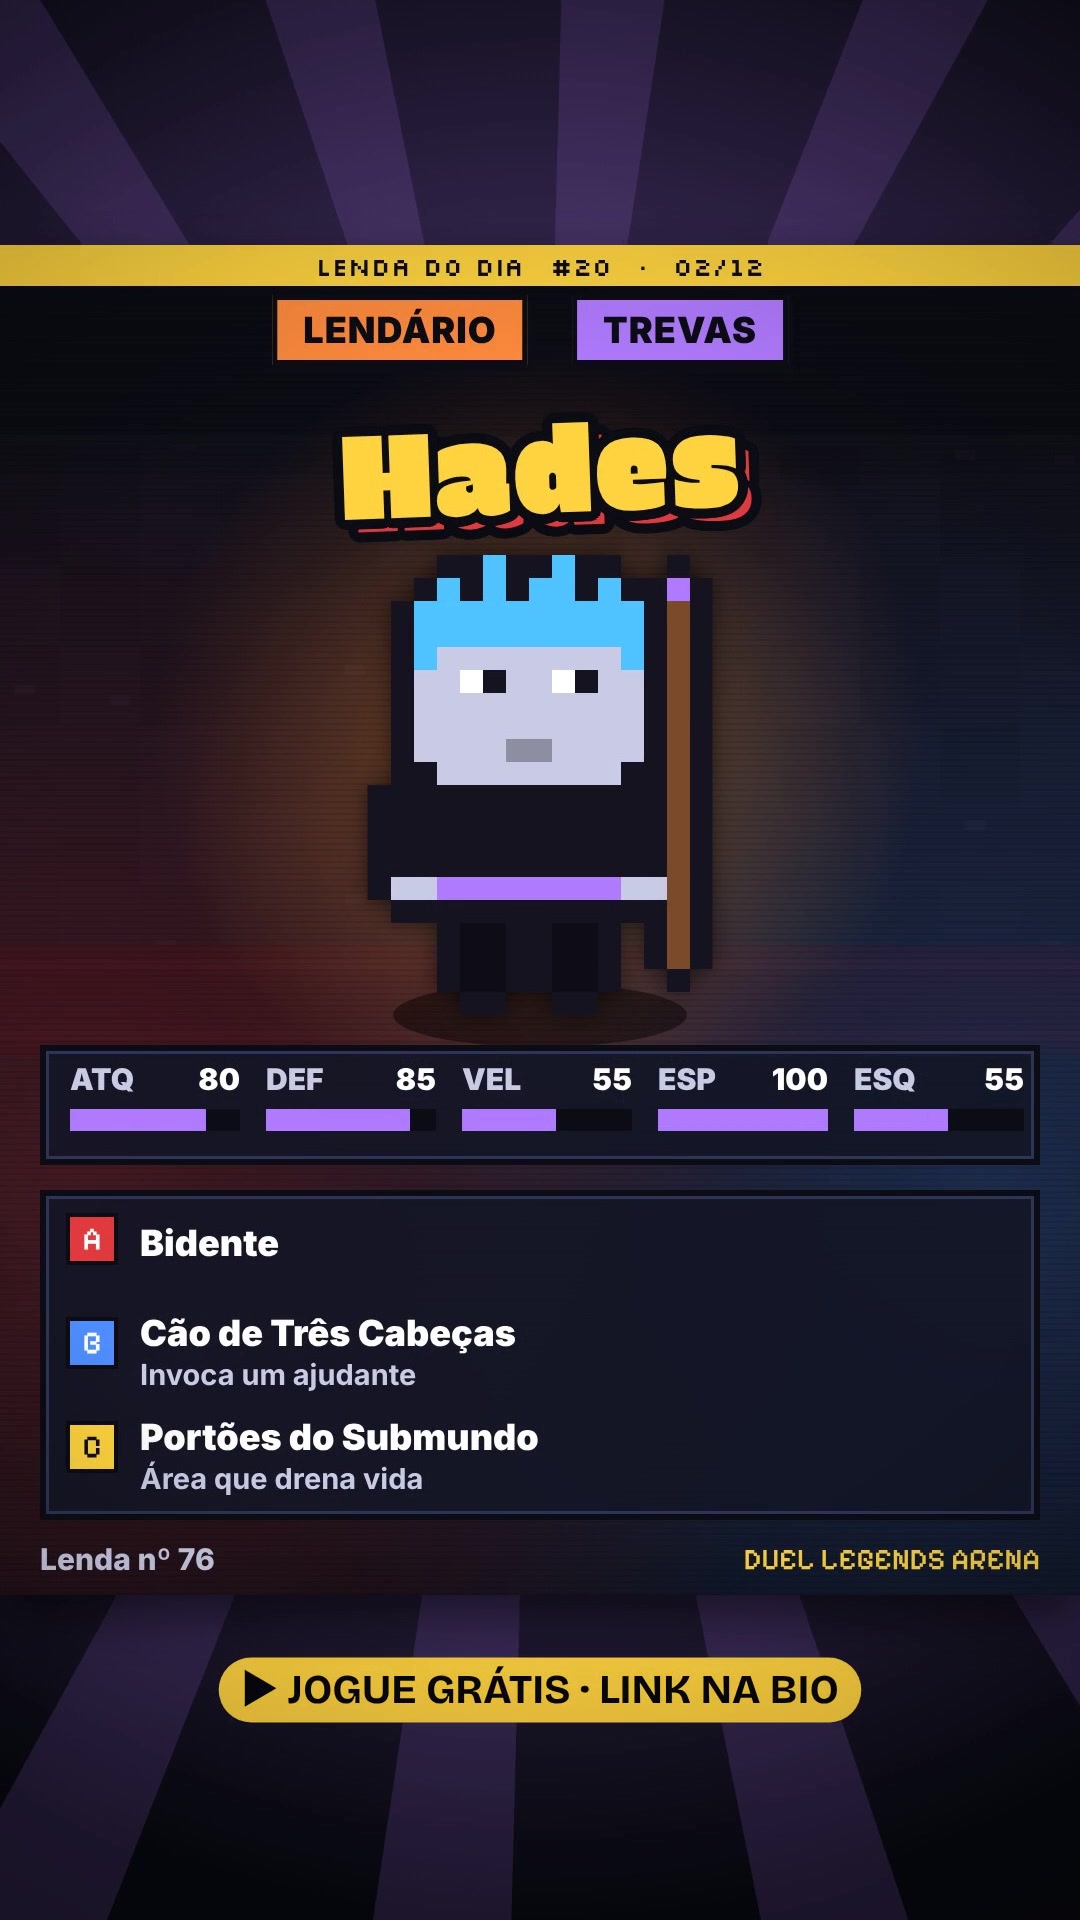 LENDA DO DIA #20 · 02/12
LENDÁRIO TREVAS
Hades
ATQ 80 DEF 85 VEL 55 ESP 100 ESQ 55
A Bidente
B Cão de Três Cabeças
Invoca um ajudante
C Portões do Submundo
Área que drena vida
Lenda nº 76 DUEL LEGENDS ARENA
▶ JOGUE GRÁTIS · LINK NA BIO